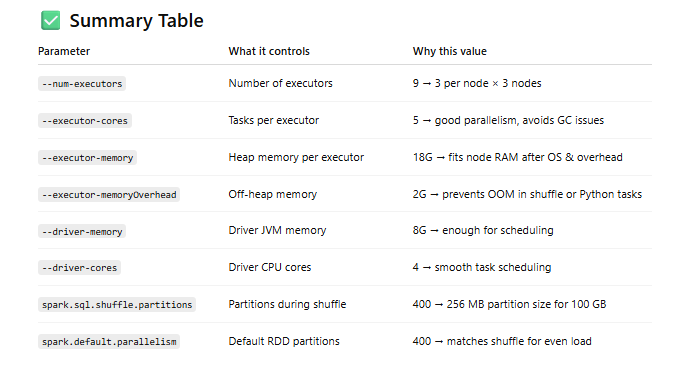 ✅ Summary Table
Parameter What it controls Why this value
--num-executors Number of executors 9 → 3 per node × 3 nodes
--executor-cores Tasks per executor 5 → good parallelism, avoids GC issues
--executor-memory Heap memory per executor 18G → fits node RAM after OS & overhead
--executor-memoryOverhead Off-heap memory 2G → prevents OOM in shuffle or Python tasks
--driver-memory Driver JVM memory 8G → enough for scheduling
--driver-cores Driver CPU cores 4 → smooth task scheduling
spark.sql.shuffle.partitions Partitions during shuffle 400 → 256 MB partition size for 100 GB
spark.default.parallelism Default RDD partitions 400 → matches shuffle for even load